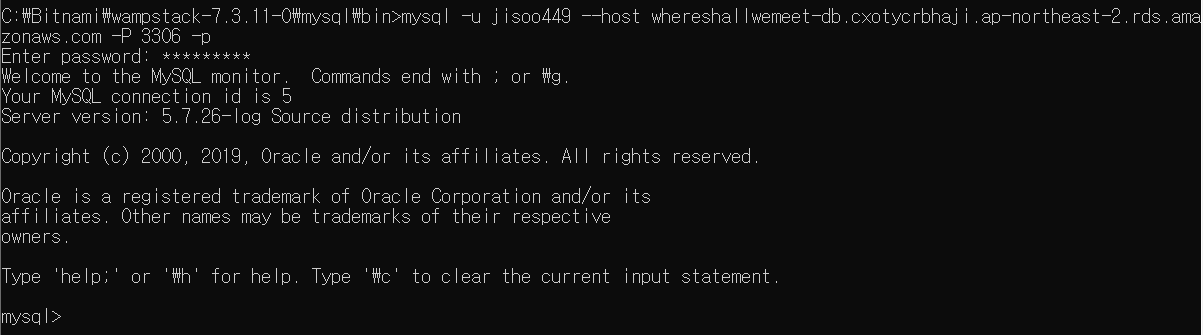 C:₩Bitnami₩wampstack-7.3.11-0₩mysql₩bin>mysql -u jisoo449 --host whereshallwemeet-db.cxotycrbhaji.ap-northeast-2.rds.ama
zonaws.com -P 3306 -p
Enter password: *********
Welcome to the MySQL monitor.  Commands end with ; or ₩g.
Your MySQL connection id is 5
Server version: 5.7.26-log Source distribution

Copyright (c) 2000, 2019, Oracle and/or its affiliates. All rights reserved.

Oracle is a registered trademark of Oracle Corporation and/or its
affiliates. Other names may be trademarks of their respective
owners.

Type 'help;' or '₩h' for help. Type '₩c' to clear the current input statement.

mysql>